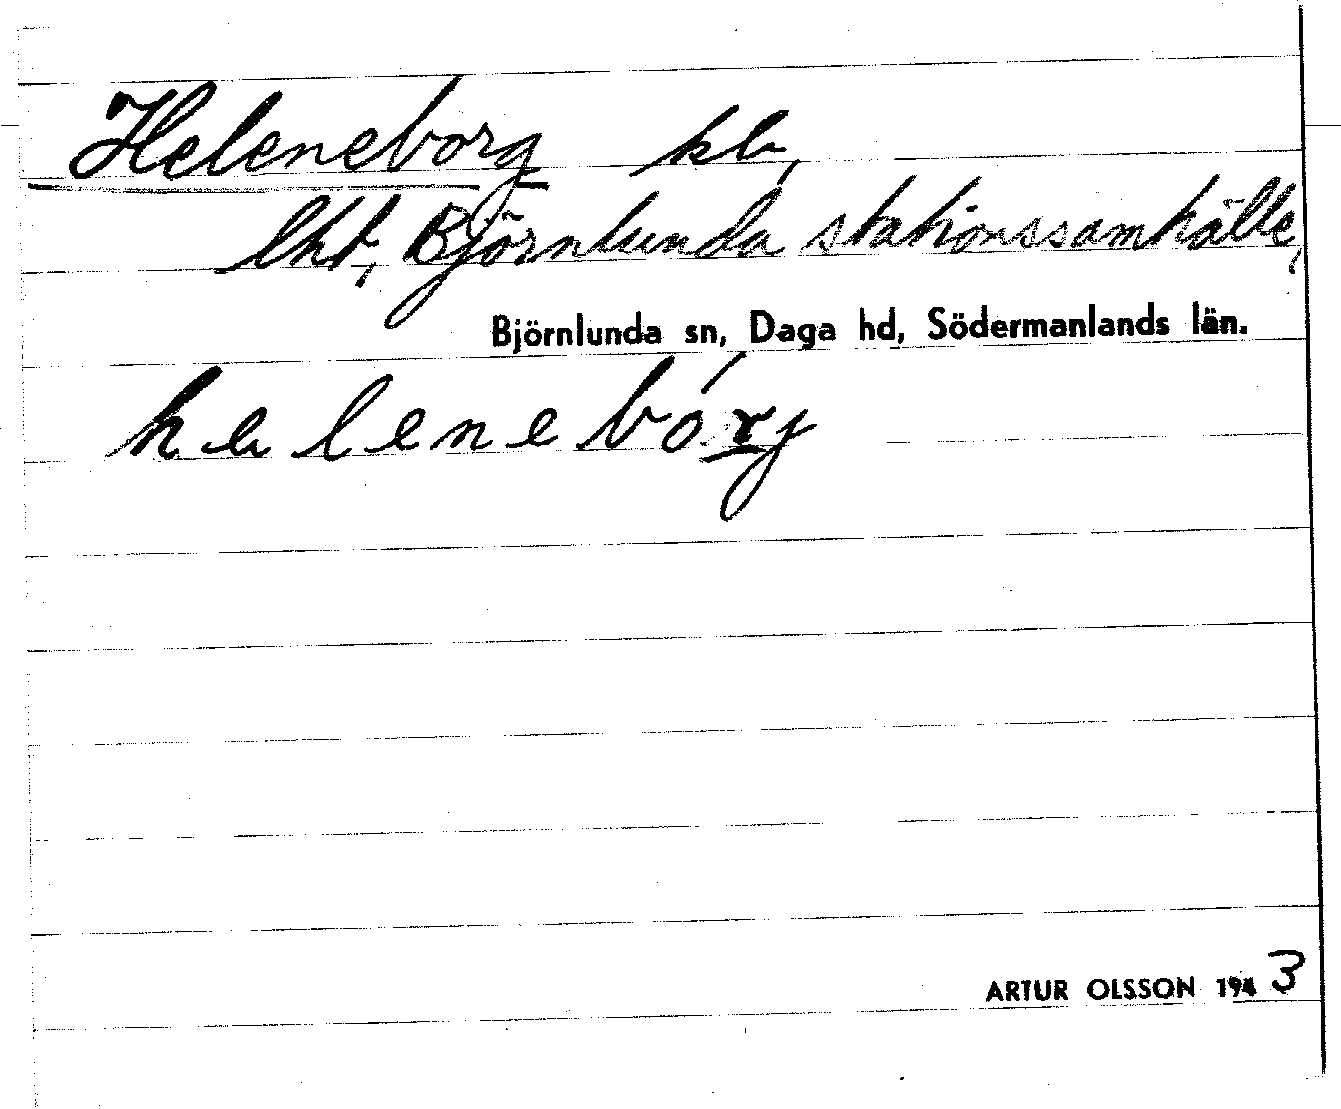 Heleneborg kb,
lht, Björnlunda stationssamhälle,
Björnlunda sn, Daga hd, Södermanlands län.
helenebórj
ARTUR OLSSON 1943